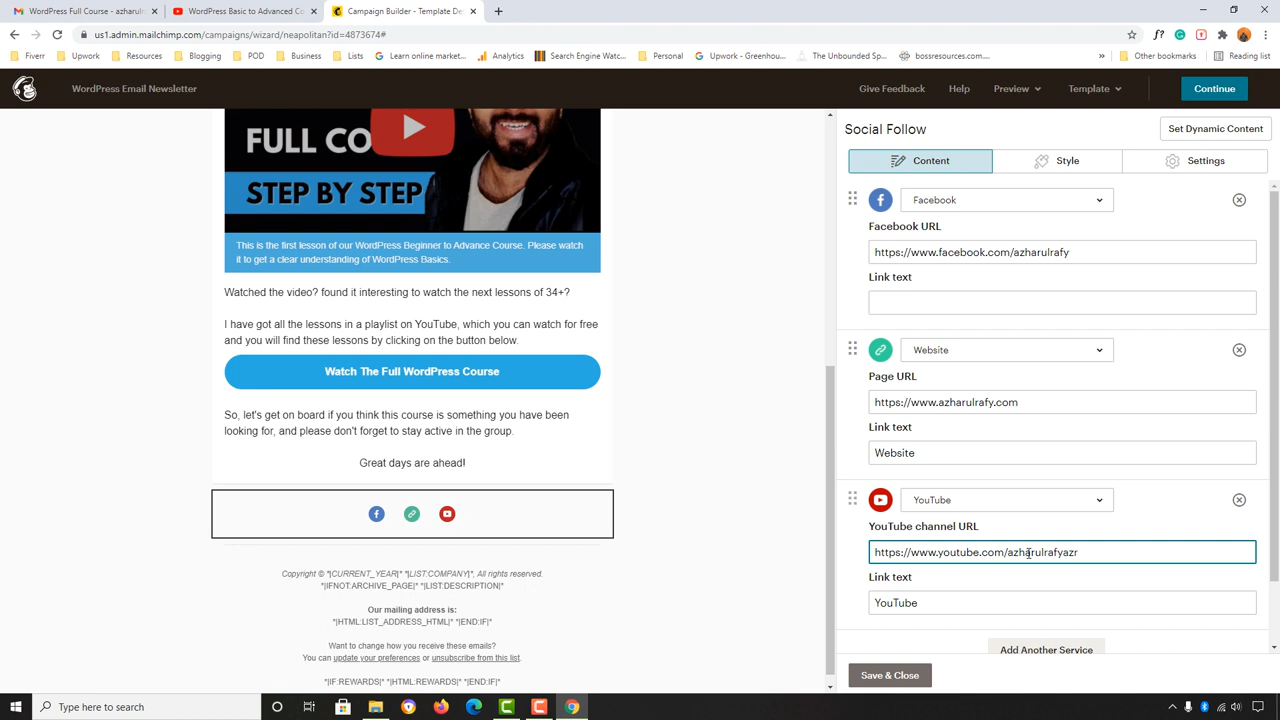 WordPress Full Course - azharul
WordPress Basic to Advanced Co
Campaign Builder - Template De
us1.admin.mailchimp.com/campaigns/wizard/neapolitan?id=4873674#
Fiverr
Upwork
Resources
Blogging
POD
Business
Lists
Learn online market...
Analytics
Search Engine Watc...
Personal
Upwork - Greenhou...
The Unbounded Sp...
bossresources.com...
Other bookmarks
Reading list
WordPress Email Newsletter
Give Feedback
Help
Preview
Template
Continue
FULL CO
STEP BY STEP
This is the first lesson of our WordPress Beginner to Advance Course. Please watch
it to get a clear understanding of WordPress Basics.
Watched the video? found it interesting to watch the next lessons of 34+?
I have got all the lessons in a playlist on YouTube, which you can watch for free
and you will find these lessons by clicking on the button below.
Watch The Full WordPress Course
So, let's get on board if you think this course is something you have been
looking for, and please don't forget to stay active in the group.
Great days are ahead!
Copyright © *|CURRENT_YEAR|* *|LIST:COMPANY|*, All rights reserved.
*|IFNOT:ARCHIVE_PAGE|* *|LIST:DESCRIPTION|*
Our mailing address is:
*|HTML:LIST_ADDRESS_HTML|* *|END:IF|*
Want to change how you receive these emails?
You can update your preferences or unsubscribe from this list.
*|IF:REWARDS|* *|HTML:REWARDS|* *|END:IF|*
Social Follow
Set Dynamic Content
Content
Style
Settings
Facebook
Facebook URL
https://www.facebook.com/azharulrafy
Link text
Website
Page URL
https://www.azharulrafy.com
Link text
Website
YouTube
YouTube channel URL
https://www.youtube.com/azharulrafyazr
Link text
YouTube
Add Another Service
Save & Close
Type here to search